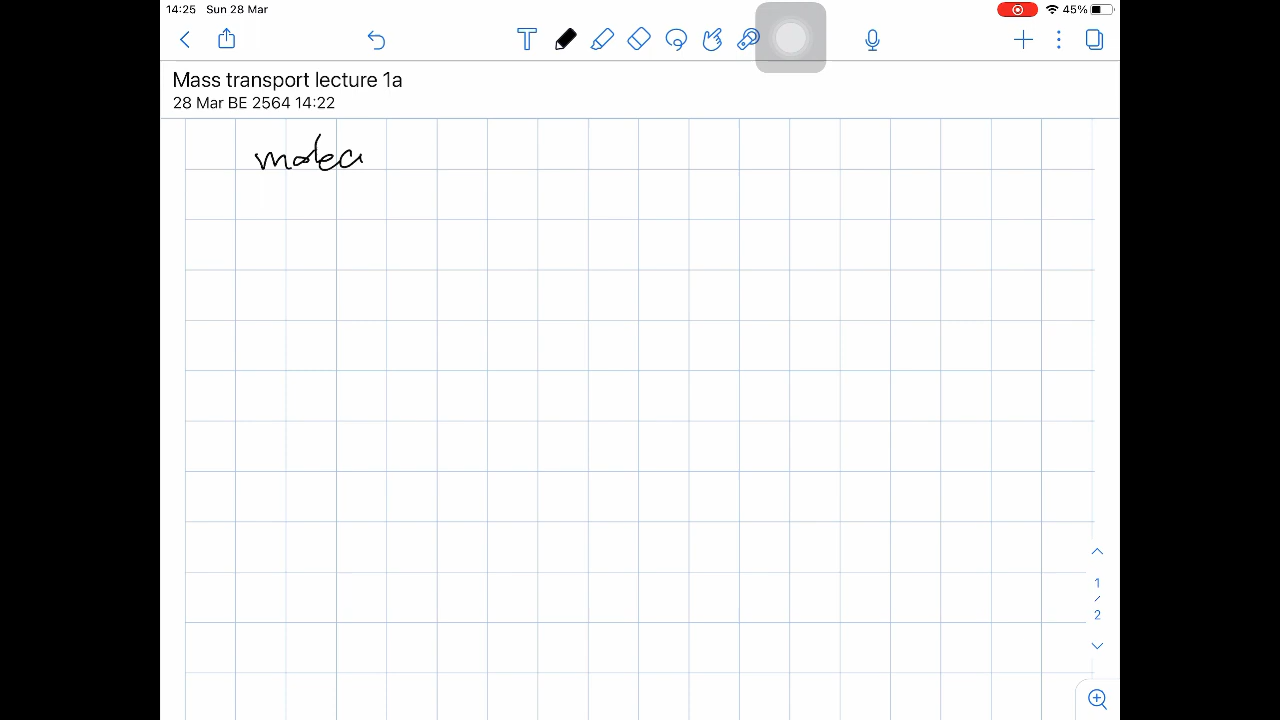 14:25 Sun 28 Mar 45%
Mass transport lecture 1a
28 Mar BE 2564 14:22
molec
1
/
2